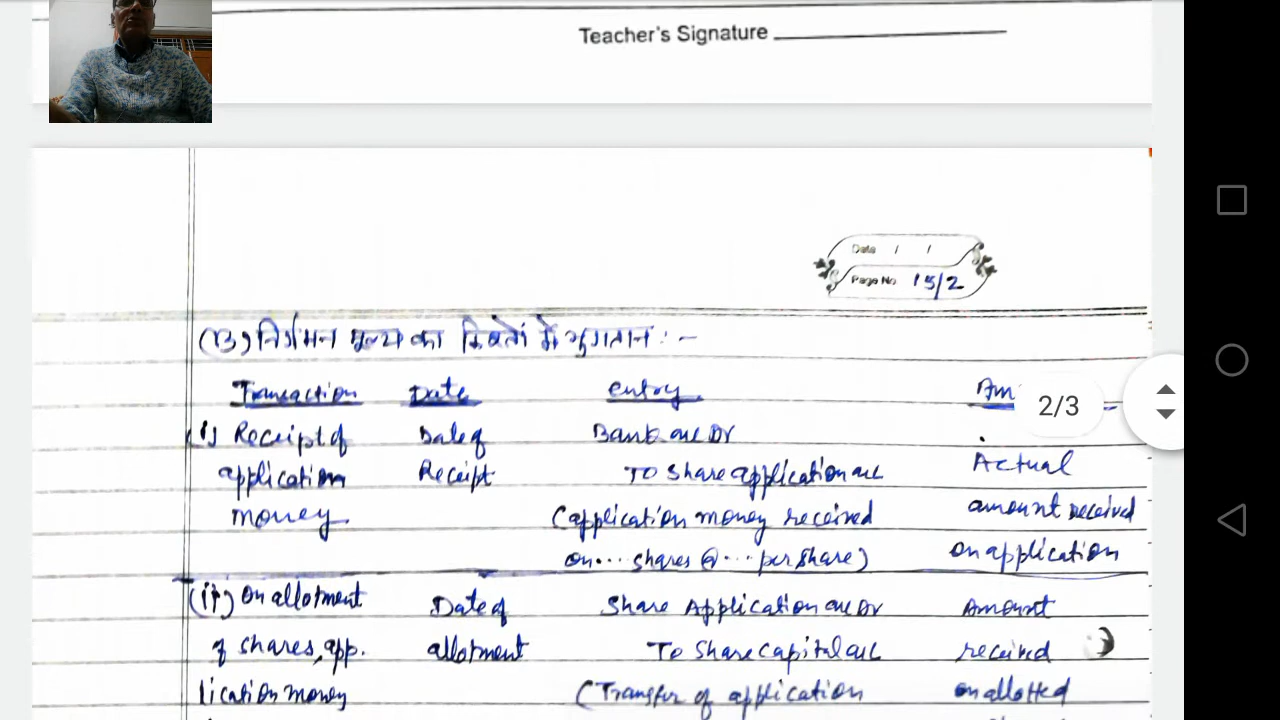 Teacher's Signature
Date / /
Page No 15/2
(B) निर्गमन मूल्य का किश्तों में भुगतान :-
Transaction Date entry Am
2/3
(i) Receipt of Date of Bank a/c Dr
application Receipt To Share application a/c Actual
money (application money received amount received
on... shares @... per share) on application
(ii) on allotment Date of Share Application a/c Dr Amount
of shares, app. allotment To Share capital a/c received
lication money (Transfer of application on allotted